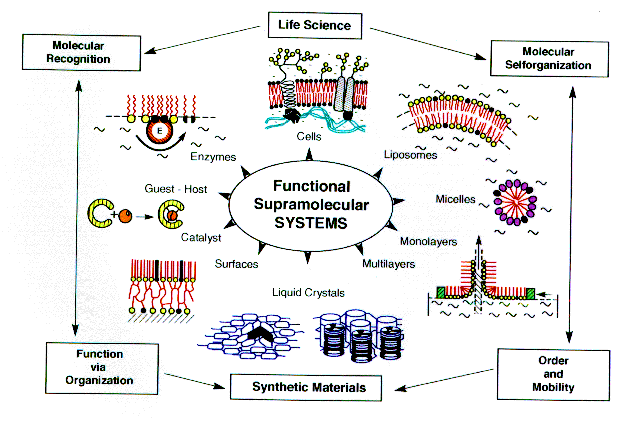 Life Science
Molecular
Recognition
Molecular
Selforganization
Cells
E
Enzymes
Liposomes
Guest - Host
Functional
Supramolecular
SYSTEMS
Micelles
Catalyst
Monolayers
Surfaces
Multilayers
Liquid Crystals
Function
via
Organization
Synthetic Materials
Order
and
Mobility